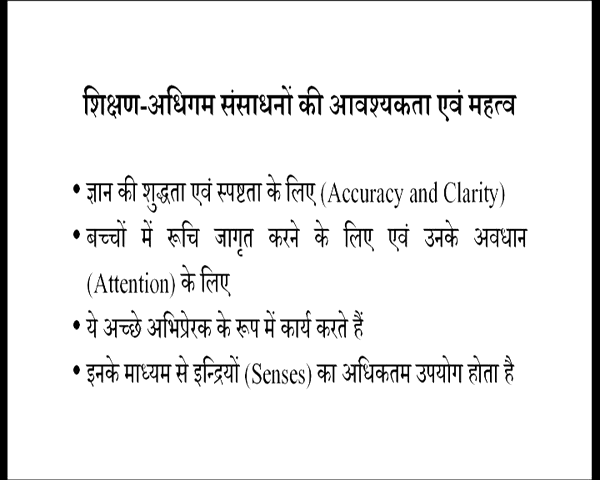 शिक्षण-अधिगम संसाधनों की आवश्यकता एवं महत्व
• ज्ञान की शुद्धता एवं स्पष्टता के लिए (Accuracy and Clarity)
• बच्चों में रूचि जागृत करने के लिए एवं उनके अवधान
(Attention) के लिए
• ये अच्छे अभिप्रेरक के रूप में कार्य करते हैं
• इनके माध्यम से इन्द्रियों (Senses) का अधिकतम उपयोग होता है